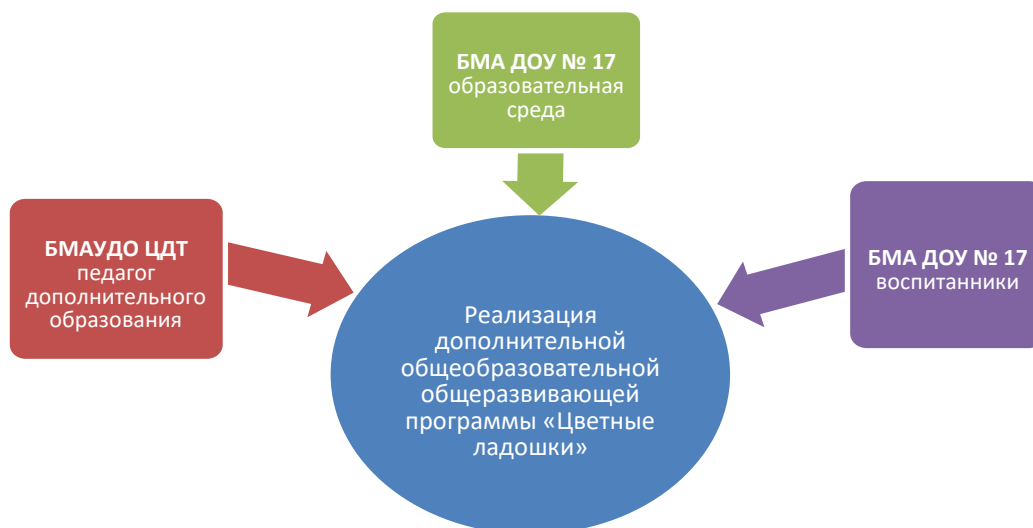 БМА ДОУ № 17
образовательная
среда
БМАУДО ЦДТ
педагог
дополнительного
образования
БМА ДОУ № 17
воспитанники
Реализация
дополнительной
общеобразовательной
общеразвивающей
программы «Цветные
ладошки»